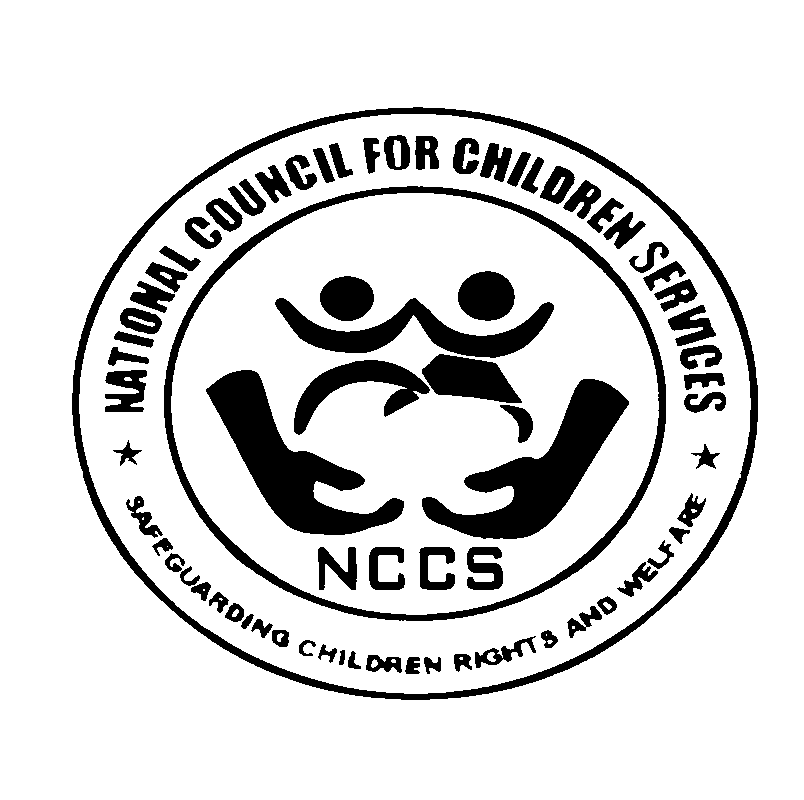 NATIONAL COUNCIL FOR CHILDREN SERVICES
NCCS
SAFEGUARDING CHILDREN RIGHTS AND WELFARE